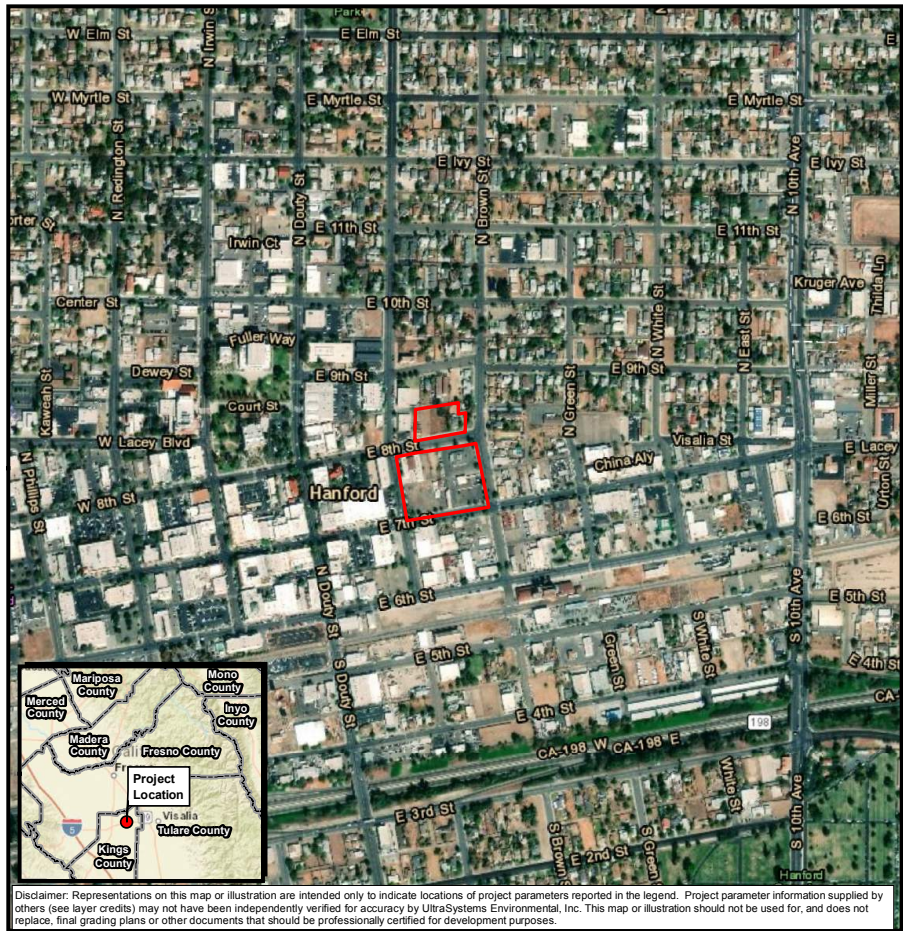 Park
W Elm St
N Irwin St
E Elm St
N
E
W Myrtle St
E Myrtle St
E Myrtle St
N Redington St
N Douty St
E Ivy St
N Brown St
N 10th Ave
E Ivy St
orter St
Irwin Ct
E 11th St
E 11th St
Center St
E 10th St
Kruger Ave
Thilda Ln
Fuller Way
N White St
N East St
Kaweah St
Dewey St
E 9th St
E 9th St
Miller St
Court St
N Green St
W Lacey Blvd
E 8th St
Visalia St
E Lacey
N Phillips St
W 8th St
Hanford
China Aly
Urton St
E 7th St
E 6th St
N Douty St
E 6th St
S 10th Ave
E 5th St
E 5th St
Green St
S White St
E 4th St
S Douty St
E 4th St
CA-198 W
CA-198 E
198
CA-
White St
E 3rd St
S 10th Ave
S Brown St
S Green St
E 2nd St
Hanford
Mariposa
County
Mono
County
Merced
County
Inyo
County
Madera
County
Cali
Fresno County
Fr
Project
Location
5
9
Visalia
Tulare County
Kings
County
Disclaimer: Representations on this map or illustration are intended only to indicate locations of project parameters reported in the legend. Project parameter information supplied by
others (see layer credits) may not have been independently verified for accuracy by UltraSystems Environmental, Inc. This map or illustration should not be used for, and does not
replace, final grading plans or other documents that should be professionally certified for development purposes.